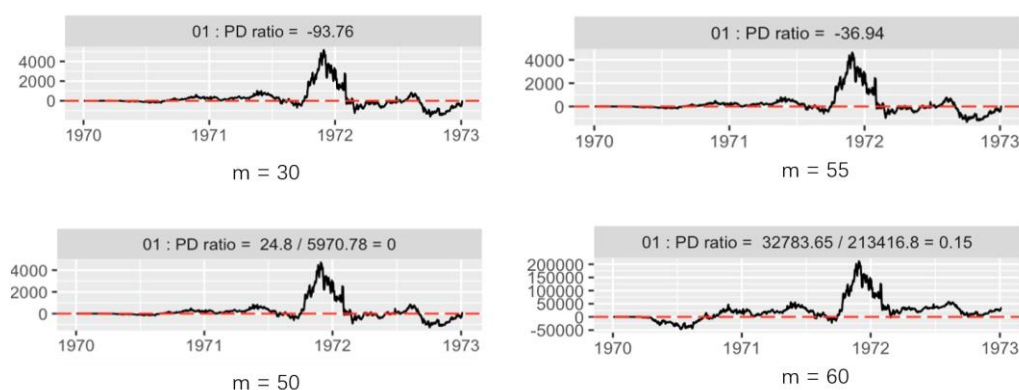 01 : PD ratio = -93.76
4000
2000
0
1970 1971 1972 1973
m = 30
01 : PD ratio = -36.94
4000
2000
0
1970 1971 1972 1973
m = 55
01 : PD ratio = 24.8 / 5970.78 = 0
4000
2000
0
1970 1971 1972 1973
m = 50
01 : PD ratio = 32783.65 / 213416.8 = 0.15
200000
150000
100000
50000
0
-50000
1970 1971 1972 1973
m = 60